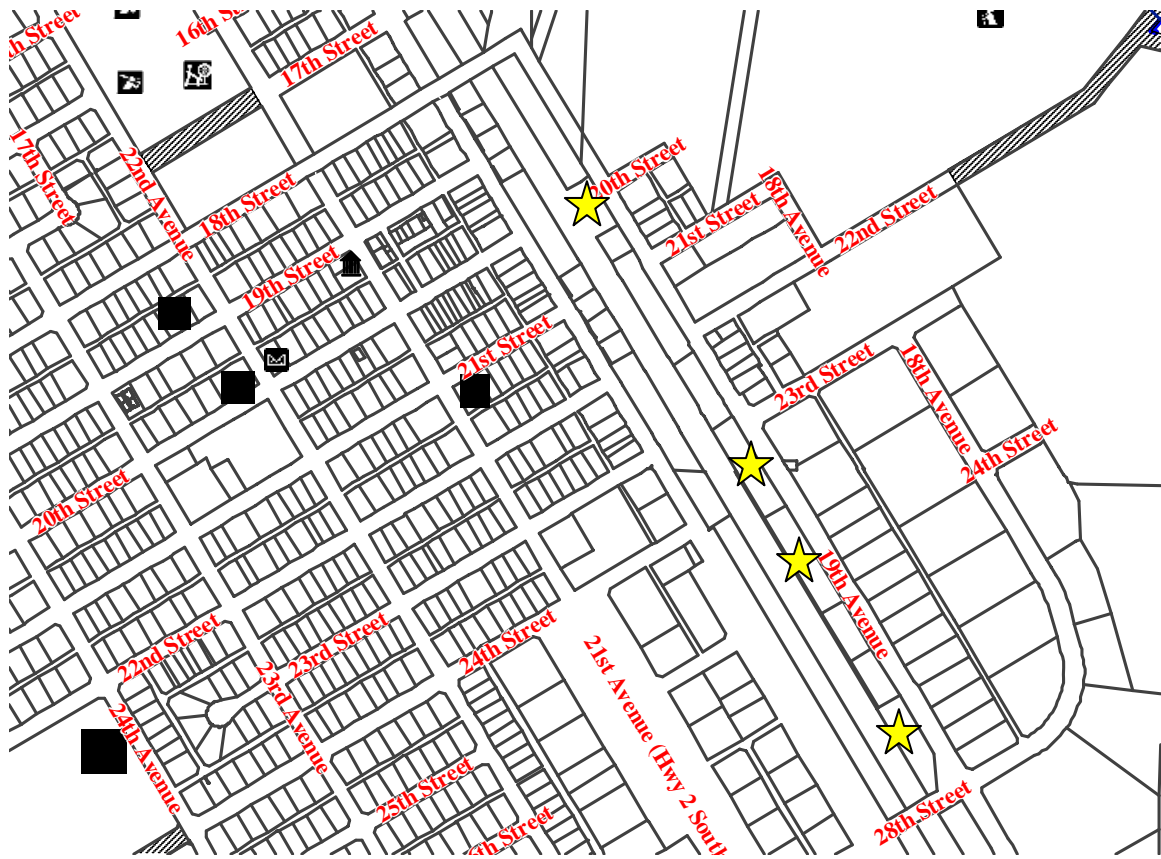 16th St
th Street
17th Street
17th Street
22nd Avenue
18th Street
20th Street
18th Avenue
21st Street
22nd Street
19th Street
21st Street
23rd Street
18th Avenue
24th Street
20th Street
19th Avenue
22nd Street
23rd Street
24th Street
23rd Avenue
21st Avenue (Hwy 2 South
24th Avenue
25th Street
28th Street
6th Street